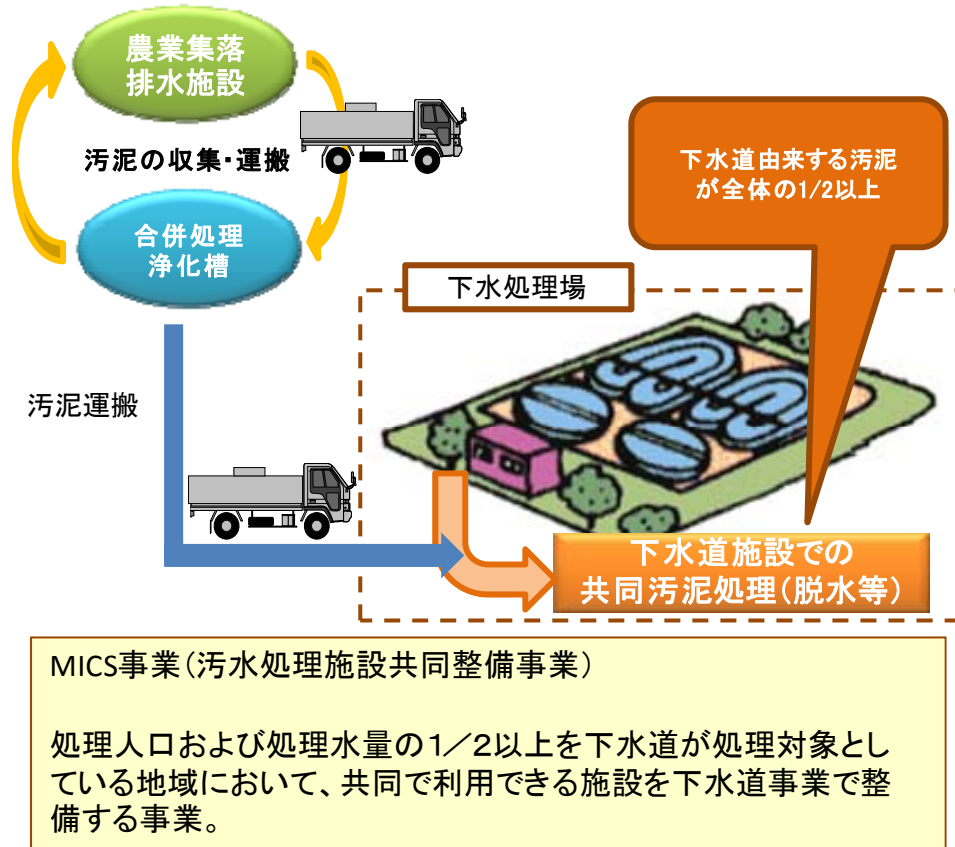 農業集落
排水施設
汚泥の収集・運搬
合併処理
浄化槽
下水道由来する汚泥
が全体の1/2以上
下水処理場
汚泥運搬
下水道施設での
共同汚泥処理(脱水等)
MICS事業(汚水処理施設共同整備事業)
処理人口および処理水量の1/2以上を下水道が処理対象とし
ている地域において、共同で利用できる施設を下水道事業で整
備する事業。